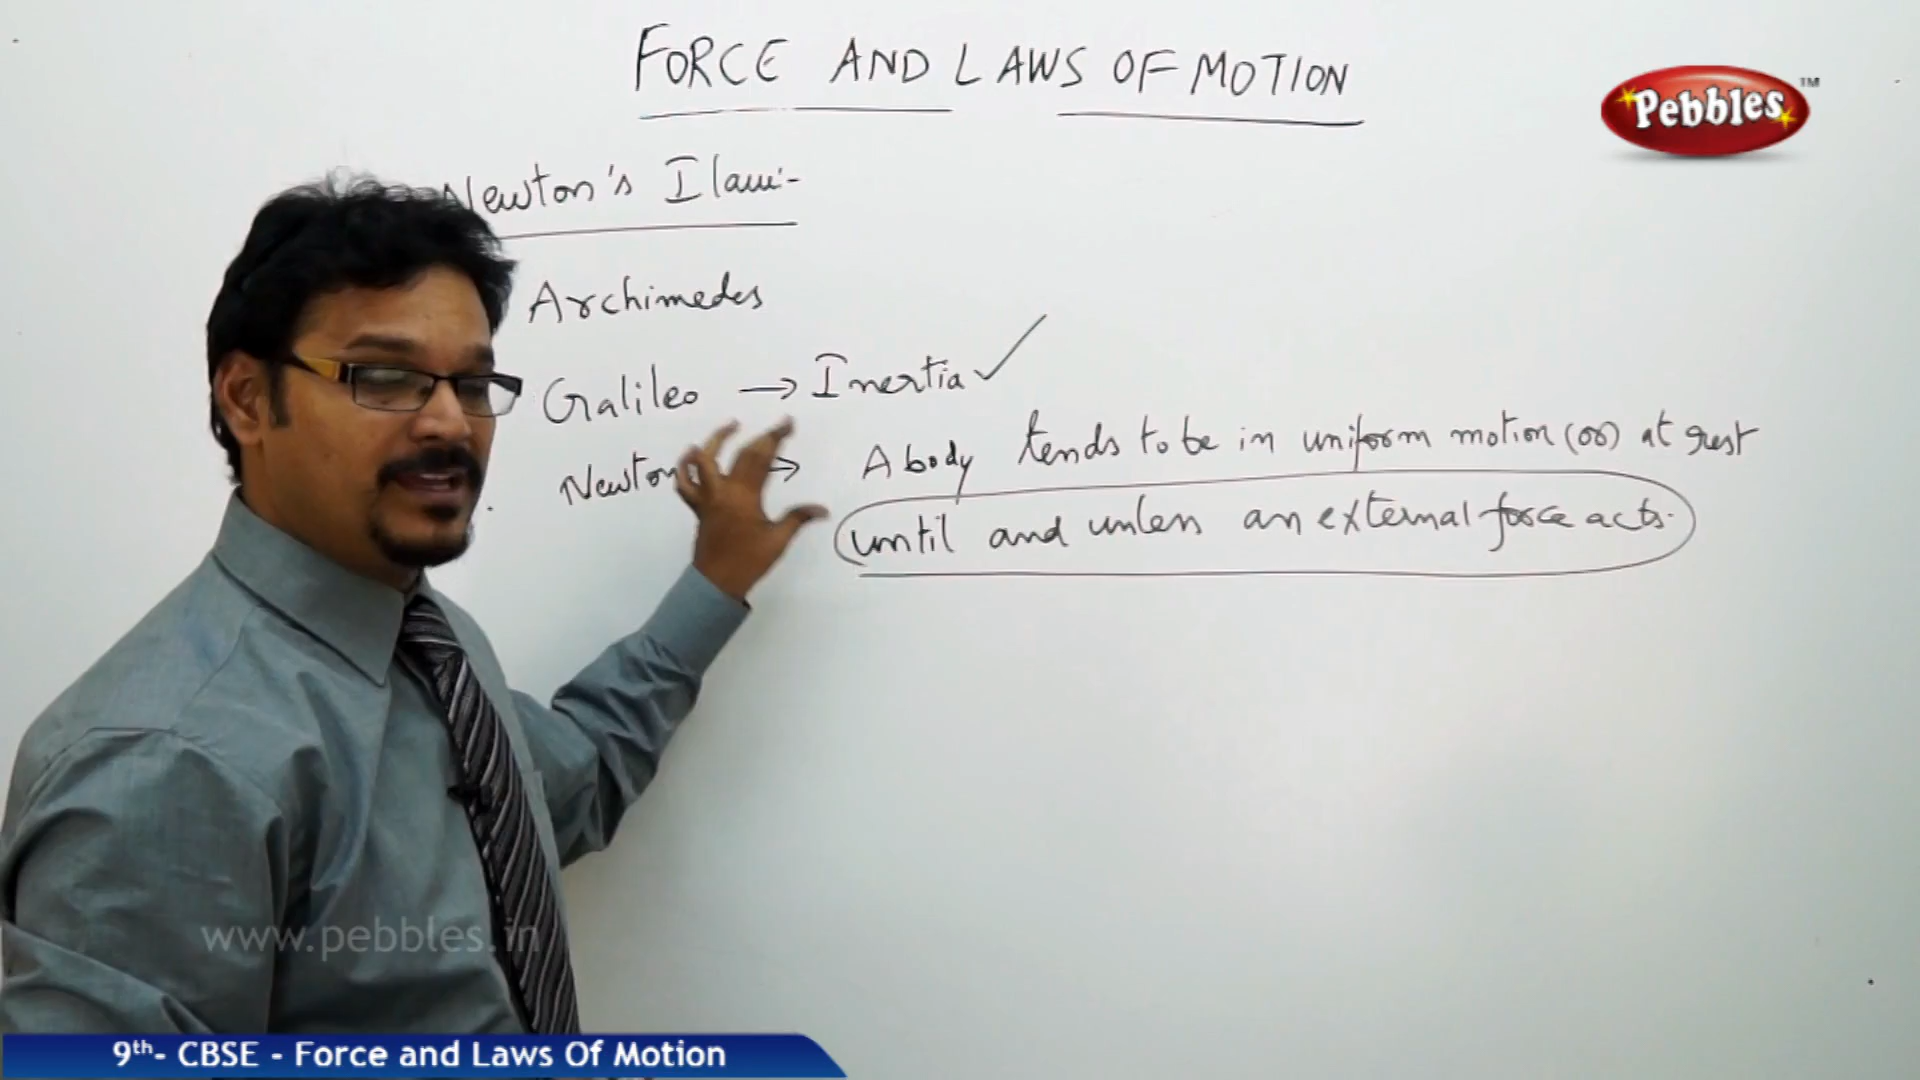 FORCE AND LAWS OF MOTION
Pebbles TM
Newton's I law:-
Archimedes
Galileo → Inertia ✓
Newton → A body tends to be in uniform motion (or) at rest
until and unless an external force acts.
www.pebbles.in
9th- CBSE - Force and Laws Of Motion